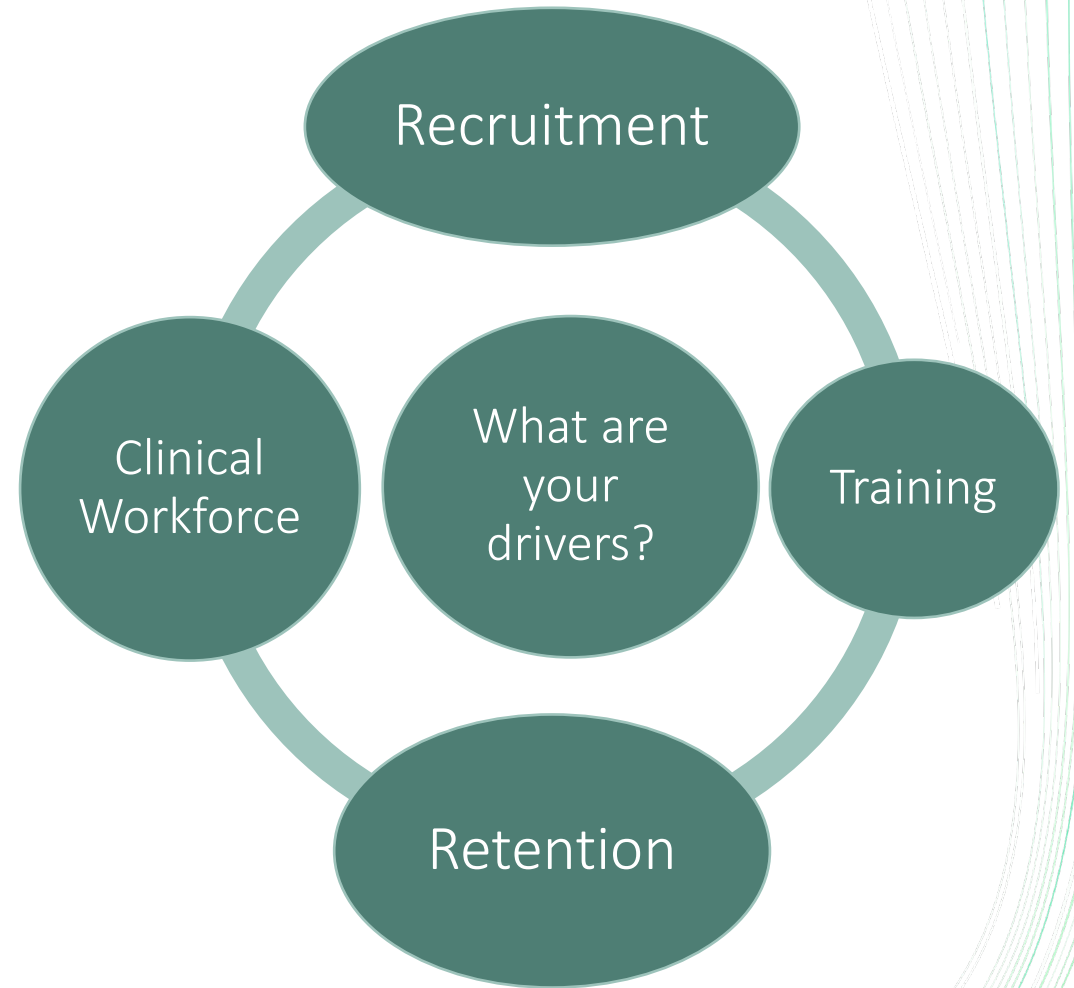 Recruitment
Clinical
Workforce
What are
your
drivers?
Training
Retention